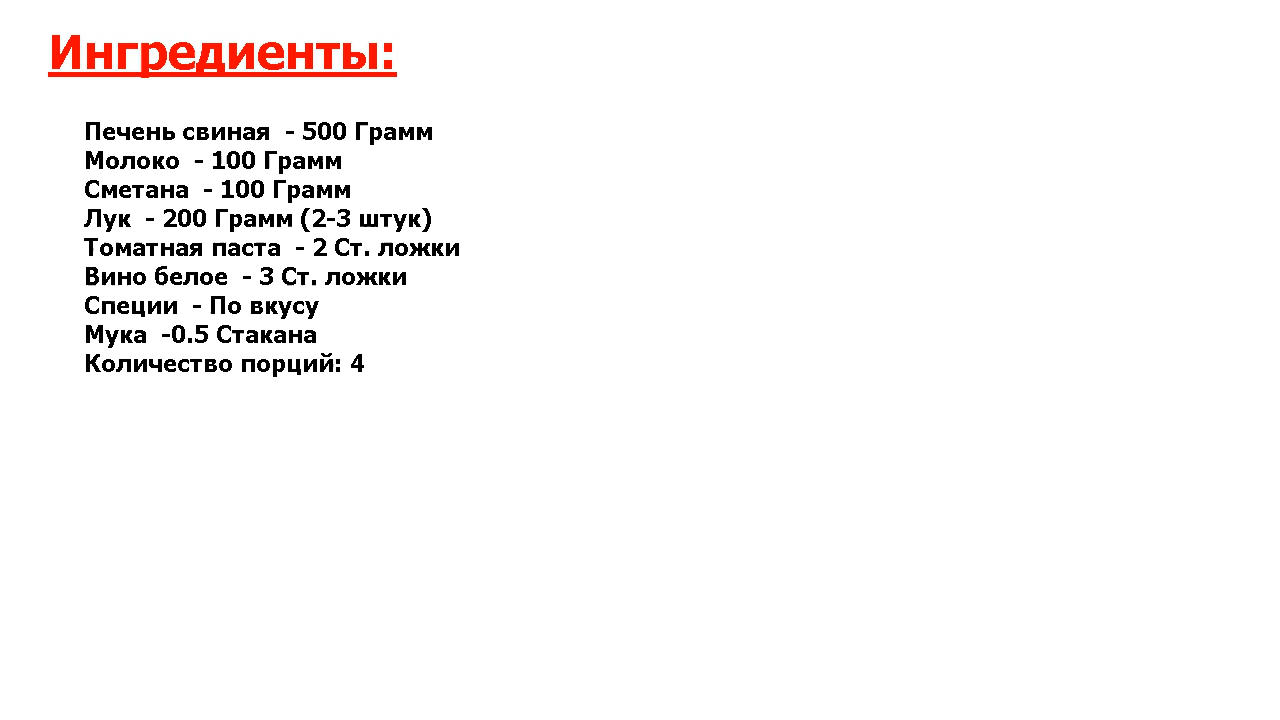 Ингредиенты:
Печень свиная  - 500 Грамм
Молоко  - 100 Грамм
Сметана  - 100 Грамм
Лук  - 200 Грамм (2-3 штук)
Томатная паста  - 2 Ст. ложки
Вино белое  - 3 Ст. ложки
Специи  - По вкусу
Мука  -0.5 Стакана
Количество порций: 4